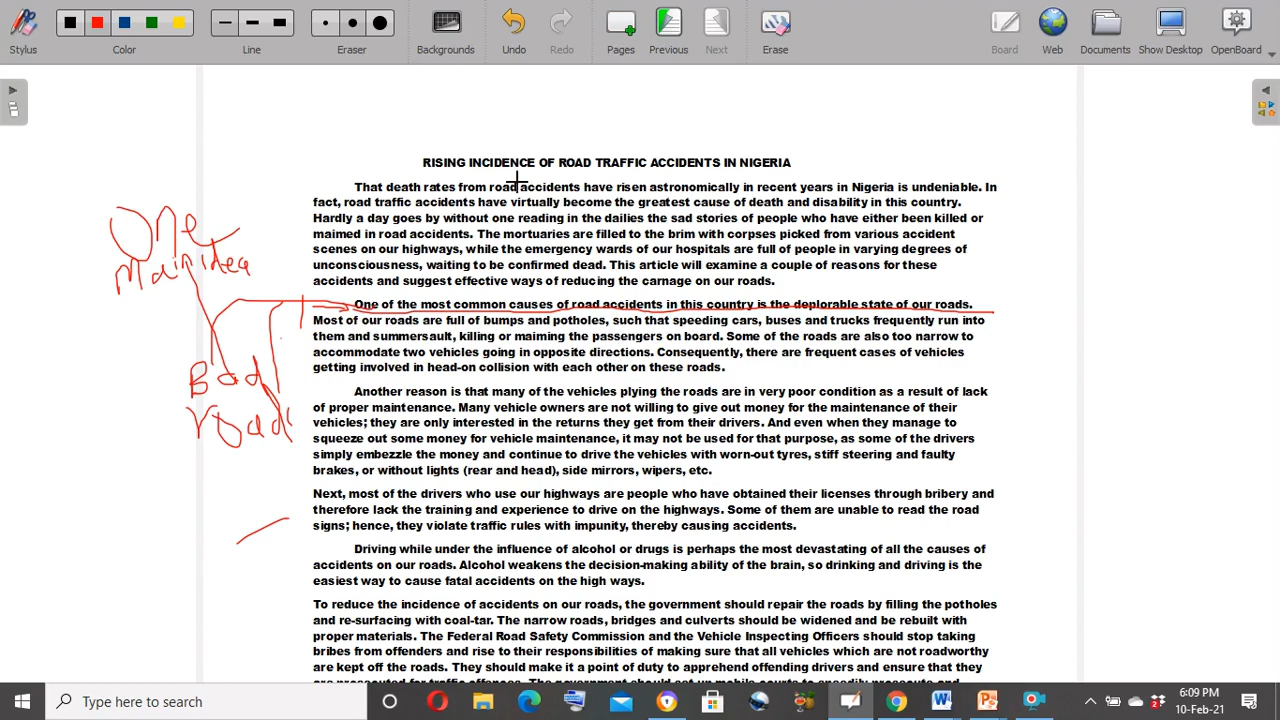 Stylus
Color
Line
Eraser
Backgrounds
Undo
Redo
Pages
Previous
Next
Erase
Board
Web
Documents
Show Desktop
OpenBoard
RISING INCIDENCE OF ROAD TRAFFIC ACCIDENTS IN NIGERIA
That death rates from road accidents have risen astronomically in recent years in Nigeria is undeniable. In
fact, road traffic accidents have virtually become the greatest cause of death and disability in this country.
Hardly a day goes by without one reading in the dailies the sad stories of people who have either been killed or
maimed in road accidents. The mortuaries are filled to the brim with corpses picked from various accident
scenes on our highways, while the emergency wards of our hospitals are full of people in varying degrees of
unconsciousness, waiting to be confirmed dead. This article will examine a couple of reasons for these
accidents and suggest effective ways of reducing the carnage on our roads.
One of the most common causes of road accidents in this country is the deplorable state of our roads.
Most of our roads are full of bumps and potholes, such that speeding cars, buses and trucks frequently run into
them and summersault, killing or maiming the passengers on board. Some of the roads are also too narrow to
accommodate two vehicles going in opposite directions. Consequently, there are frequent cases of vehicles
getting involved in head-on collision with each other on these roads.
Another reason is that many of the vehicles plying the roads are in very poor condition as a result of lack
of proper maintenance. Many vehicle owners are not willing to give out money for the maintenance of their
vehicles; they are only interested in the returns they get from their drivers. And even when they manage to
squeeze out some money for vehicle maintenance, it may not be used for that purpose, as some of the drivers
simply embezzle the money and continue to drive the vehicles with worn-out tyres, stiff steering and faulty
brakes, or without lights (rear and head), side mirrors, wipers, etc.
Next, most of the drivers who use our highways are people who have obtained their licenses through bribery and
therefore lack the training and experience to drive on the highways. Some of them are unable to read the road
signs; hence, they violate traffic rules with impunity, thereby causing accidents.
Driving while under the influence of alcohol or drugs is perhaps the most devastating of all the causes of
accidents on our roads. Alcohol weakens the decision-making ability of the brain, so drinking and driving is the
easiest way to cause fatal accidents on the high ways.
To reduce the incidence of accidents on our roads, the government should repair the roads by filling the potholes
and re-surfacing with coal-tar. The narrow roads, bridges and culverts should be widened and be rebuilt with
proper materials. The Federal Road Safety Commission and the Vehicle Inspecting Officers should stop taking
bribes from offenders and rise to their responsibilities of making sure that all vehicles which are not roadworthy
are kept off the roads. They should make it a point of duty to apprehend offending drivers and ensure that they
are prosecuted for traffic offences. The government should set up mobile courts to speedily prosecute and
One
Main idea
Bad
road
Type here to search
6:09 PM
10-Feb-21